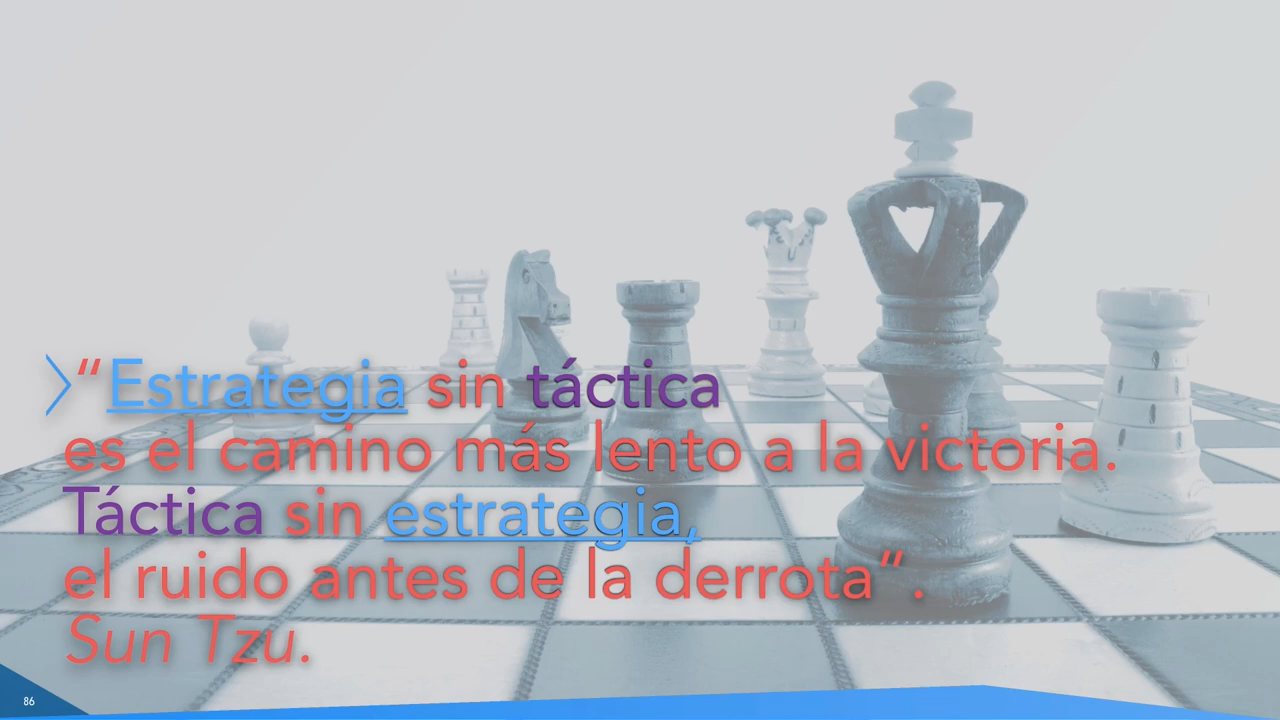 “Estrategia sin táctica
es el camino más lento a la victoria.
Táctica sin estrategia,
el ruido antes de la derrota“.
Sun Tzu.
86